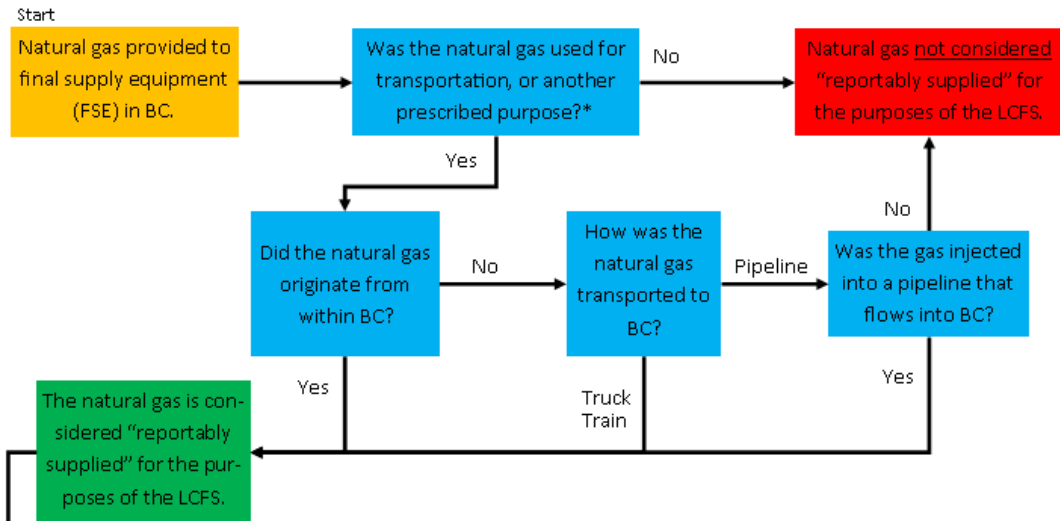 Start
Natural gas provided to
final supply equipment
(FSE) in BC.
Was the natural gas used for
transportation, or another
prescribed purpose?*
No
Natural gas not considered
“reportably supplied” for
the purposes of the LCFS.
Yes
No
Did the natural gas
originate from
within BC?
No
How was the
natural gas
transported to
BC?
Pipeline
Was the gas injected
into a pipeline that
flows into BC?
Yes
Truck
Train
Yes
The natural gas is con-
sidered “reportably
supplied” for the pur-
poses of the LCFS.